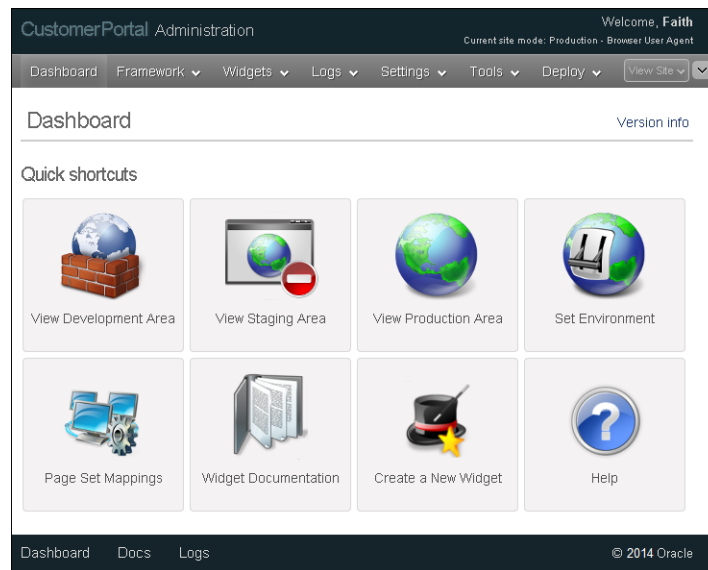 CustomerPortal Administration
Welcome, Faith
Current site mode: Production - Browser User Agent
Dashboard Framework Widgets Logs Settings Tools Deploy View Site
Dashboard
Version info
Quick shortcuts
View Development Area View Staging Area View Production Area Set Environment
Page Set Mappings Widget Documentation Create a New Widget Help
Dashboard Docs Logs © 2014 Oracle